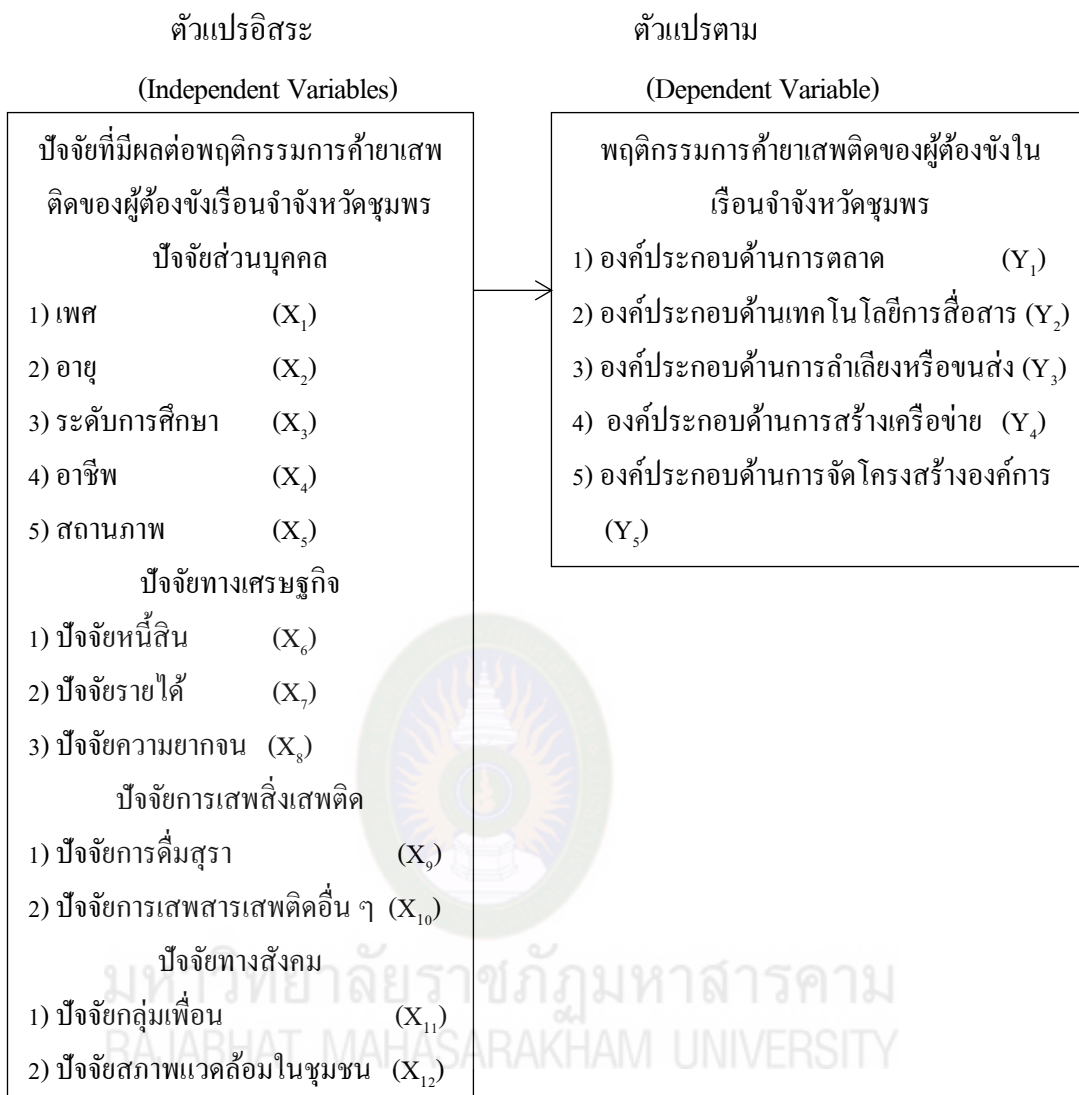 ตัวแปรอิสระ
(Independent Variables)
ปัจจัยที่มีผลต่อพฤติกรรมการค้ายาเสพ
ติดของผู้ต้องขังเรือนจำจังหวัดชุมพร
ปัจจัยส่วนบุคคล
1) เพศ (X₁)
2) อายุ (X₂)
3) ระดับการศึกษา (X₃)
4) อาชีพ (X₄)
5) สถานภาพ (X₅)
ปัจจัยทางเศรษฐกิจ
1) ปัจจัยหนี้สิน (X₆)
2) ปัจจัยรายได้ (X₇)
3) ปัจจัยความยากจน (X₈)
ปัจจัยการเสพสิ่งเสพติด
1) ปัจจัยการดื่มสุรา (X₉)
2) ปัจจัยการเสพสารเสพติดอื่น ๆ (X₁₀)
ปัจจัยทางสังคม
1) ปัจจัยกลุ่มเพื่อน (X₁₁)
2) ปัจจัยสภาพแวดล้อมในชุมชน (X₁₂)
ตัวแปรตาม
(Dependent Variable)
พฤติกรรมการค้ายาเสพติดของผู้ต้องขังใน
เรือนจำจังหวัดชุมพร
1) องค์ประกอบด้านการตลาด (Y₁)
2) องค์ประกอบด้านเทคโนโลยีการสื่อสาร (Y₂)
3) องค์ประกอบด้านการลำเลียงหรือขนส่ง (Y₃)
4) องค์ประกอบด้านการสร้างเครือข่าย (Y₄)
5) องค์ประกอบด้านการจัดโครงสร้างองค์การ
(Y₅)
มหาวิทยาลัยราชภัฏมหาสารคาม
RAJABHAT MAHASARAKHAM UNIVERSITY